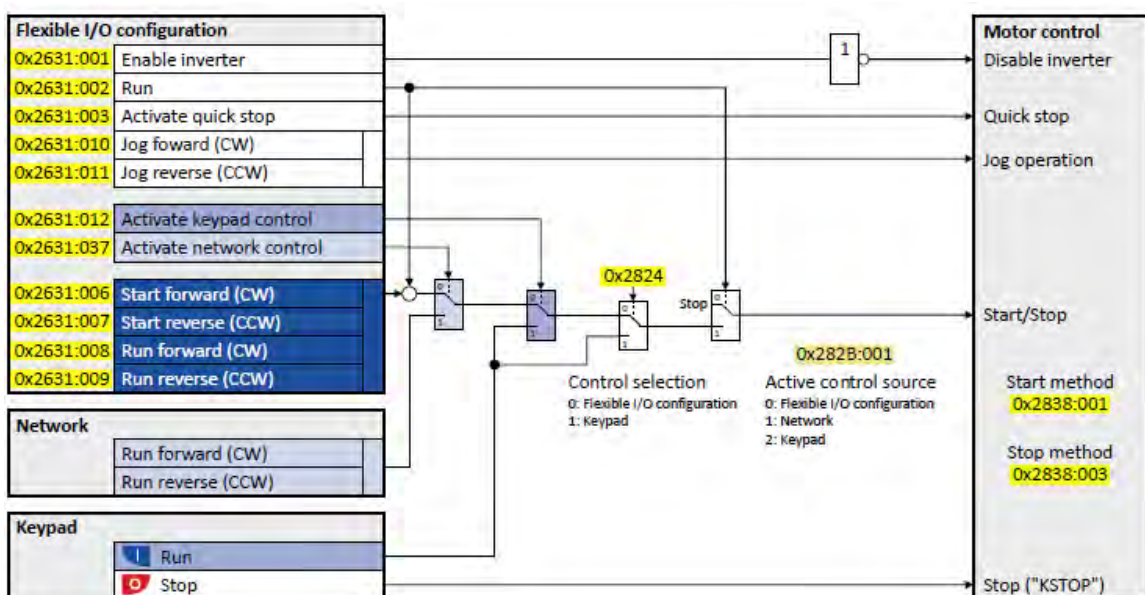 Flexible I/O configuration
0x2631:001 Enable inverter
0x2631:002 Run
0x2631:003 Activate quick stop
0x2631:010 Jog foward (CW)
0x2631:011 Jog reverse (CCW)
0x2631:012 Activate keypad control
0x2631:037 Activate network control
0x2631:006 Start forward (CW)
0x2631:007 Start reverse (CCW)
0x2631:008 Run forward (CW)
0x2631:009 Run reverse (CCW)
Network
Run forward (CW)
Run reverse (CCW)
Keypad
I Run
O Stop
1
0
1
0
1
0x2824
0
1
Stop
0
1
Control selection
0: Flexible I/O configuration
1: Keypad
0x282B:001
Active control source
0: Flexible I/O configuration
1: Network
2: Keypad
Motor control
Disable inverter
Quick stop
Jog operation
Start/Stop
Start method
0x2838:001
Stop method
0x2838:003
Stop ("KSTOP")